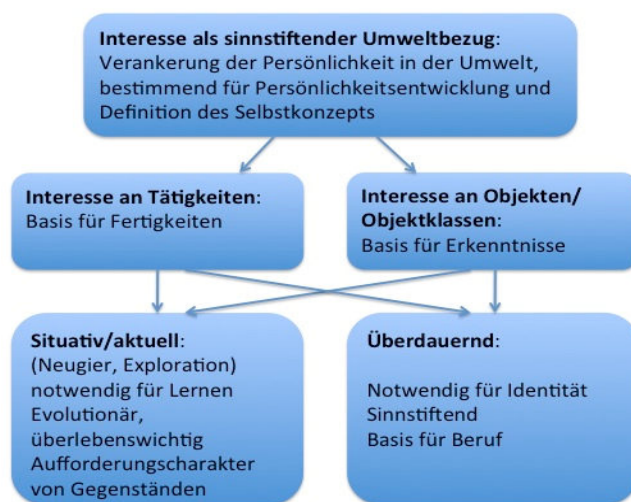 Interesse als sinnstiftender Umweltbezug:
Verankerung der Persönlichkeit in der Umwelt,
bestimmend für Persönlichkeitsentwicklung und
Definition des Selbstkonzepts
Interesse an Tätigkeiten:
Basis für Fertigkeiten
Interesse an Objekten/
Objektklassen:
Basis für Erkenntnisse
Situativ/aktuell:
(Neugier, Exploration)
notwendig für Lernen
Evolutionär,
überlebenswichtig
Aufforderungscharakter
von Gegenständen
Überdauernd:
Notwendig für Identität
Sinnstiftend
Basis für Beruf